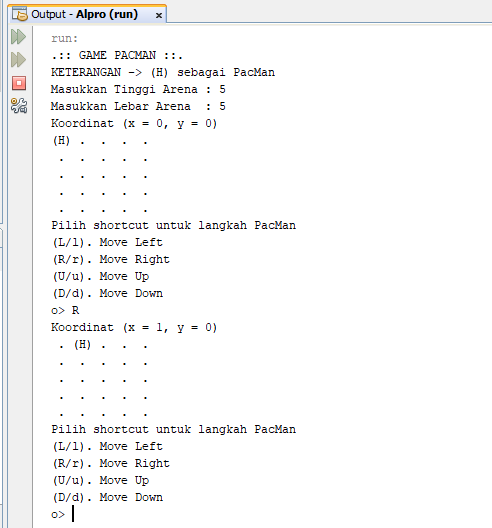 Output - Alpro (run) x
run:
.:: GAME PACMAN ::.
KETERANGAN -> (H) sebagai PacMan
Masukkan Tinggi Arena : 5
Masukkan Lebar Arena  : 5
Koordinat (x = 0, y = 0)
(H) .  .  .  .
 .  .  .  .  .
 .  .  .  .  .
 .  .  .  .  .
 .  .  .  .  .
Pilih shortcut untuk langkah PacMan
(L/l). Move Left
(R/r). Move Right
(U/u). Move Up
(D/d). Move Down
o> R
Koordinat (x = 1, y = 0)
 . (H) .  .  .
 .  .  .  .  .
 .  .  .  .  .
 .  .  .  .  .
 .  .  .  .  .
Pilih shortcut untuk langkah PacMan
(L/l). Move Left
(R/r). Move Right
(U/u). Move Up
(D/d). Move Down
o>